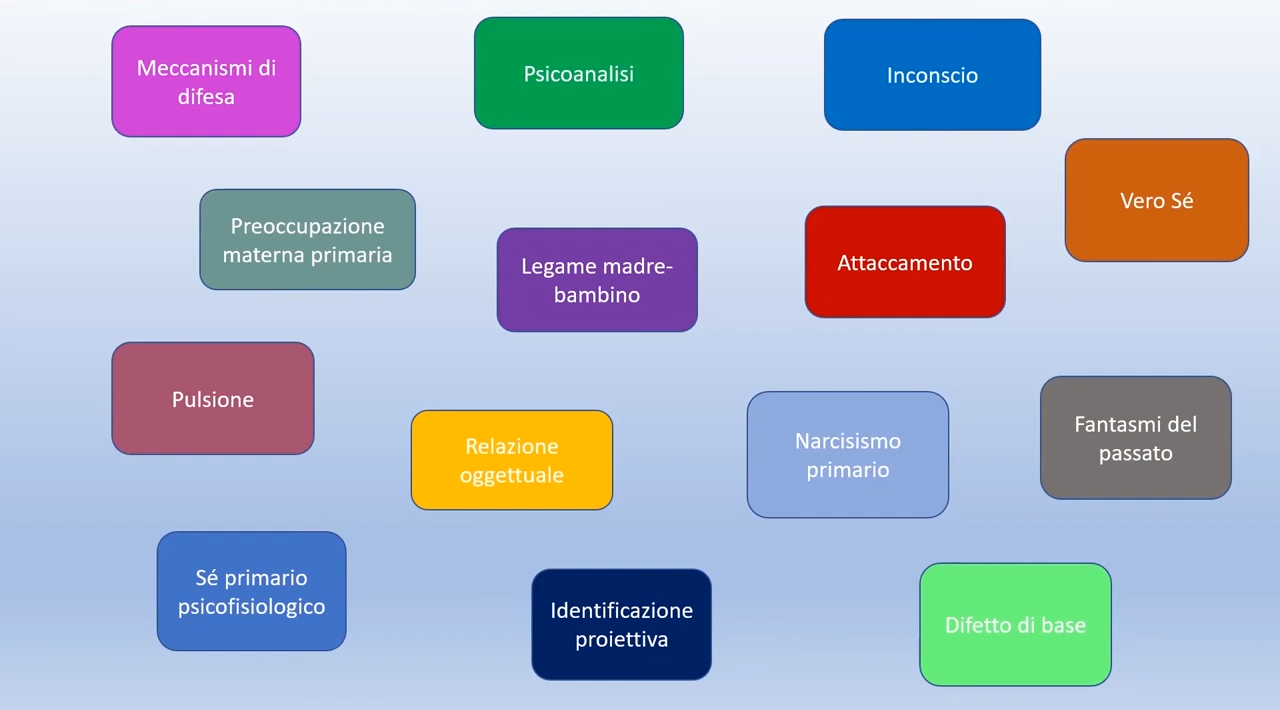 Meccanismi di
difesa
Psicoanalisi
Inconscio
Vero Sé
Preoccupazione
materna primaria
Legame madre-
bambino
Attaccamento
Pulsione
Relazione
oggettuale
Narcisismo
primario
Fantasmi del
passato
Sé primario
psicofisiologico
Identificazione
proiettiva
Difetto di base